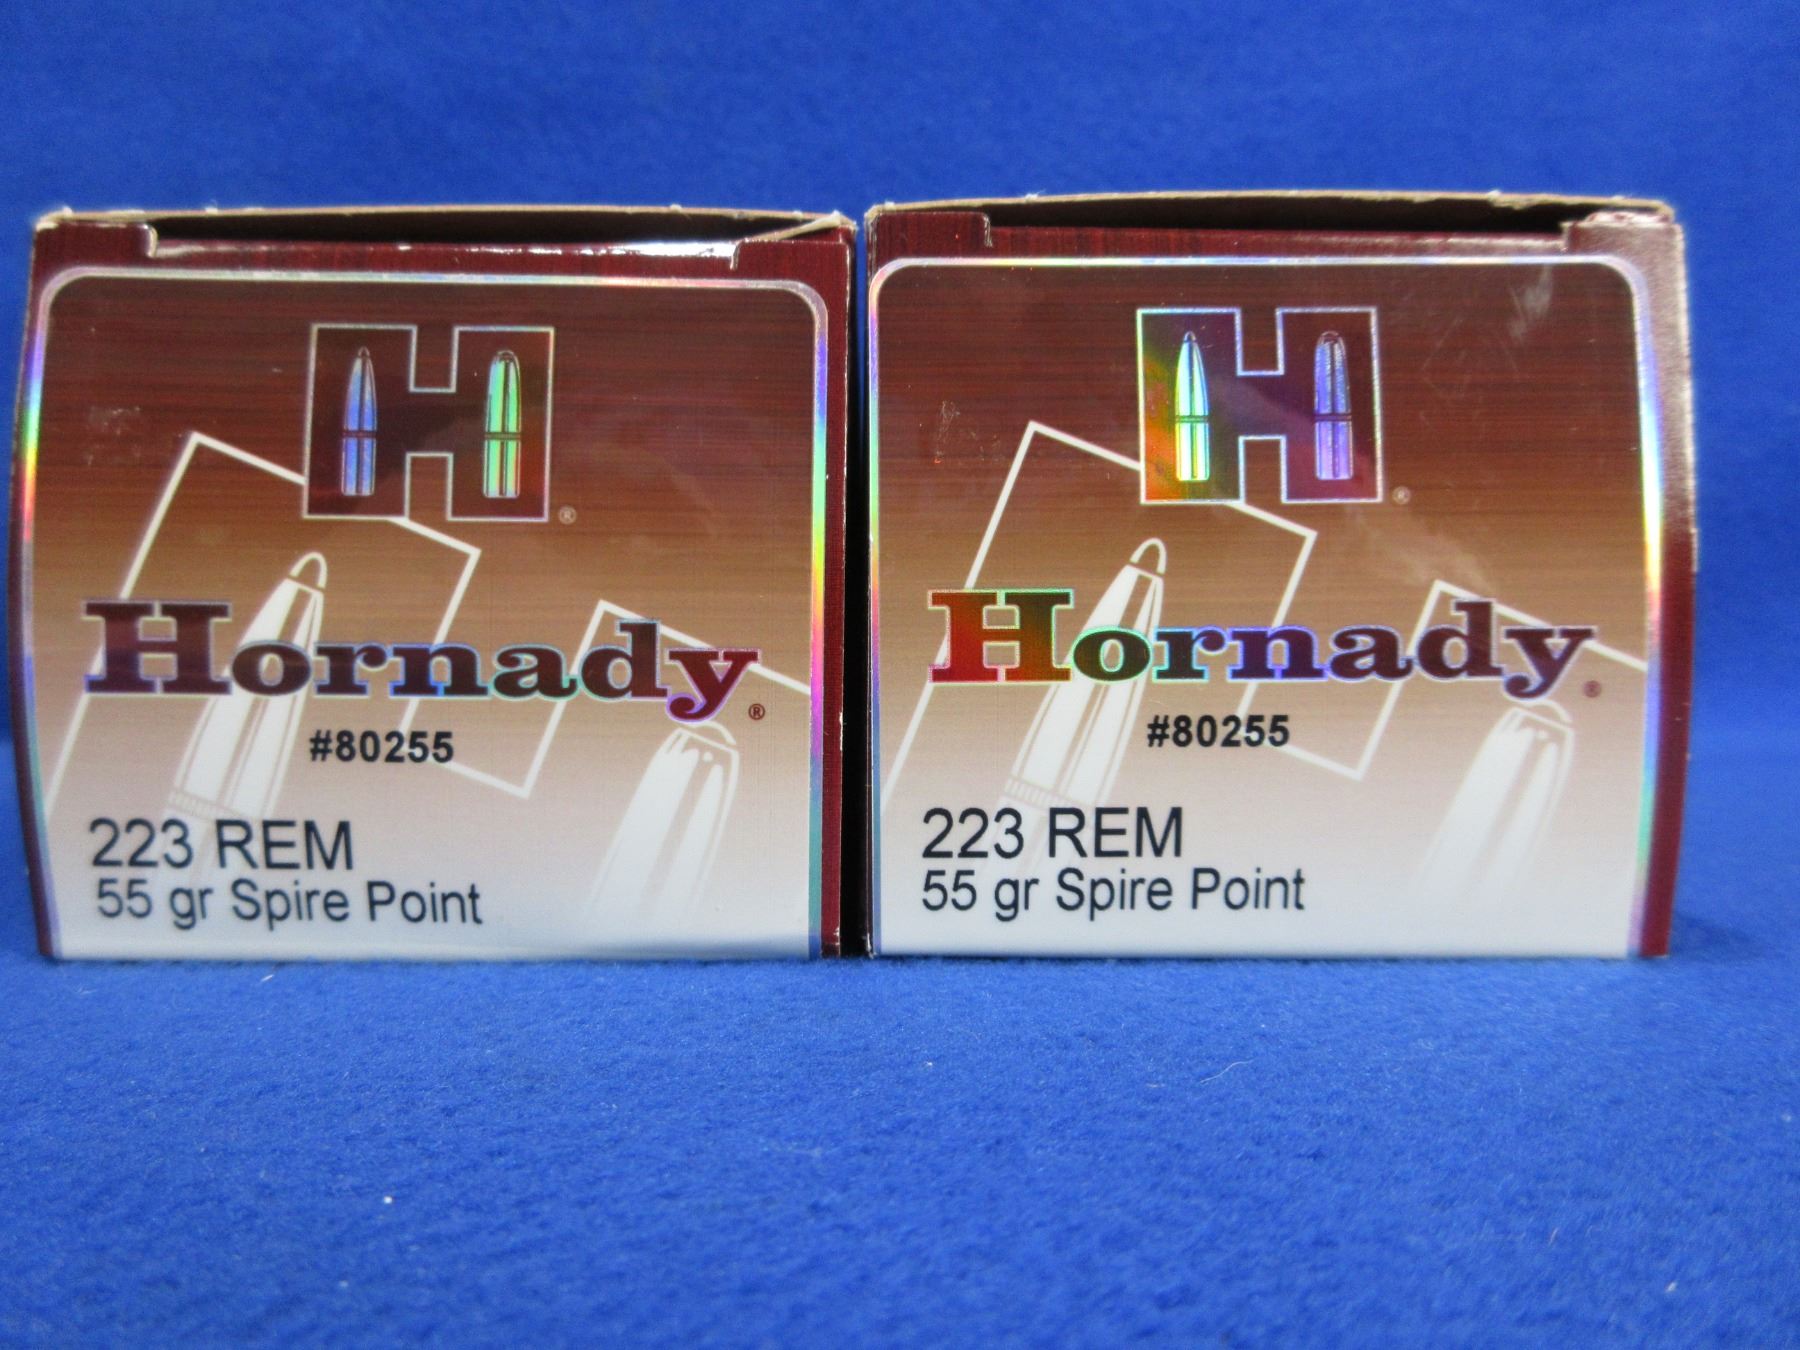 H®
Hornady®
#80255
223 REM
55 gr Spire Point
H®
Hornady®
#80255
223 REM
55 gr Spire Point